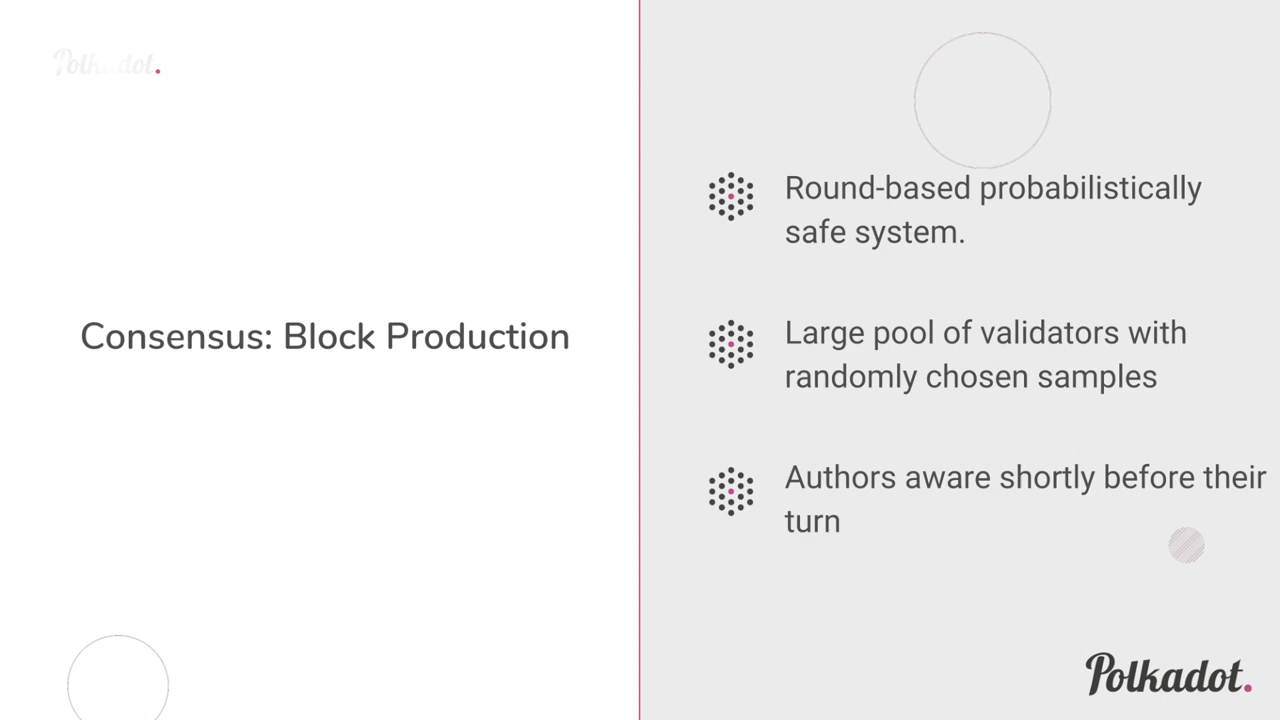 Polkadot.
Consensus: Block Production
Round-based probabilistically
safe system.
Large pool of validators with
randomly chosen samples
Authors aware shortly before their
turn
Polkadot.